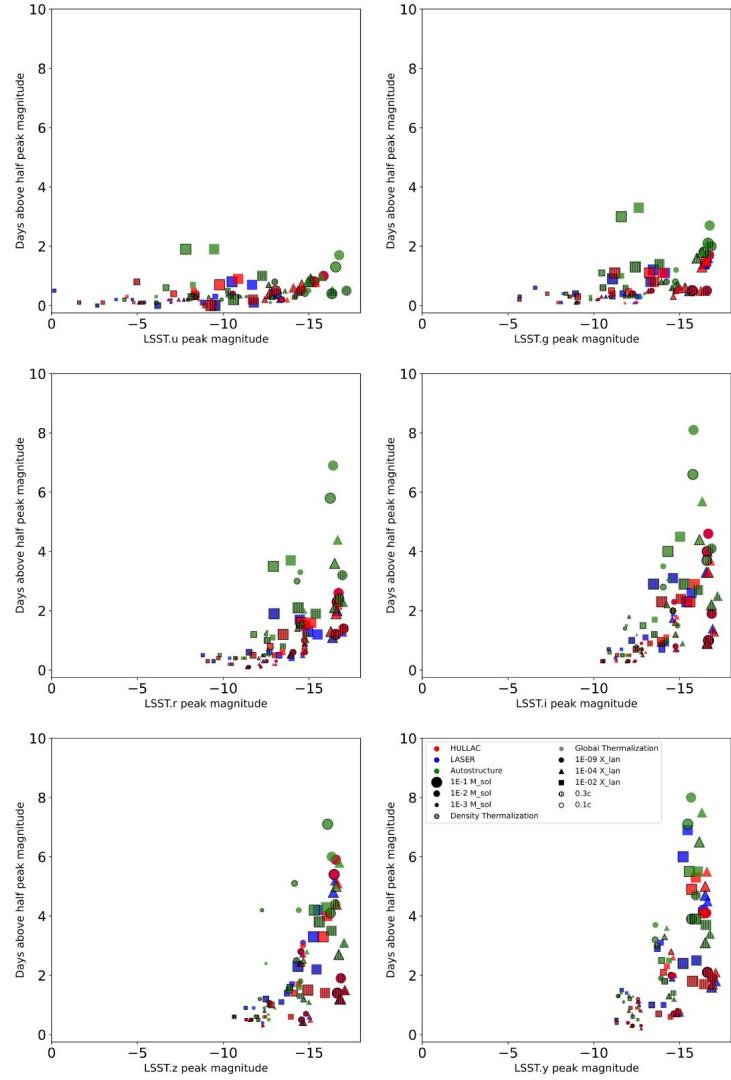 10
8
6
4
2
0
Days above half peak magnitude
0 −5 −10 −15
LSST.u peak magnitude
10
8
6
4
2
0
Days above half peak magnitude
0 −5 −10 −15
LSST.g peak magnitude
10
8
6
4
2
0
Days above half peak magnitude
0 −5 −10 −15
LSST.r peak magnitude
10
8
6
4
2
0
Days above half peak magnitude
0 −5 −10 −15
LSST.i peak magnitude
10
8
6
4
2
0
Days above half peak magnitude
0 −5 −10 −15
LSST.z peak magnitude
10
8
6
4
2
0
Days above half peak magnitude
HULLAC
LASER
Autostructure
1E-1 M_sol
1E-2 M_sol
1E-3 M_sol
Density Thermalization
Global Thermalization
1E-09 X_lan
1E-04 X_lan
1E-02 X_lan
0.3c
0.1c
0 −5 −10 −15
LSST.y peak magnitude